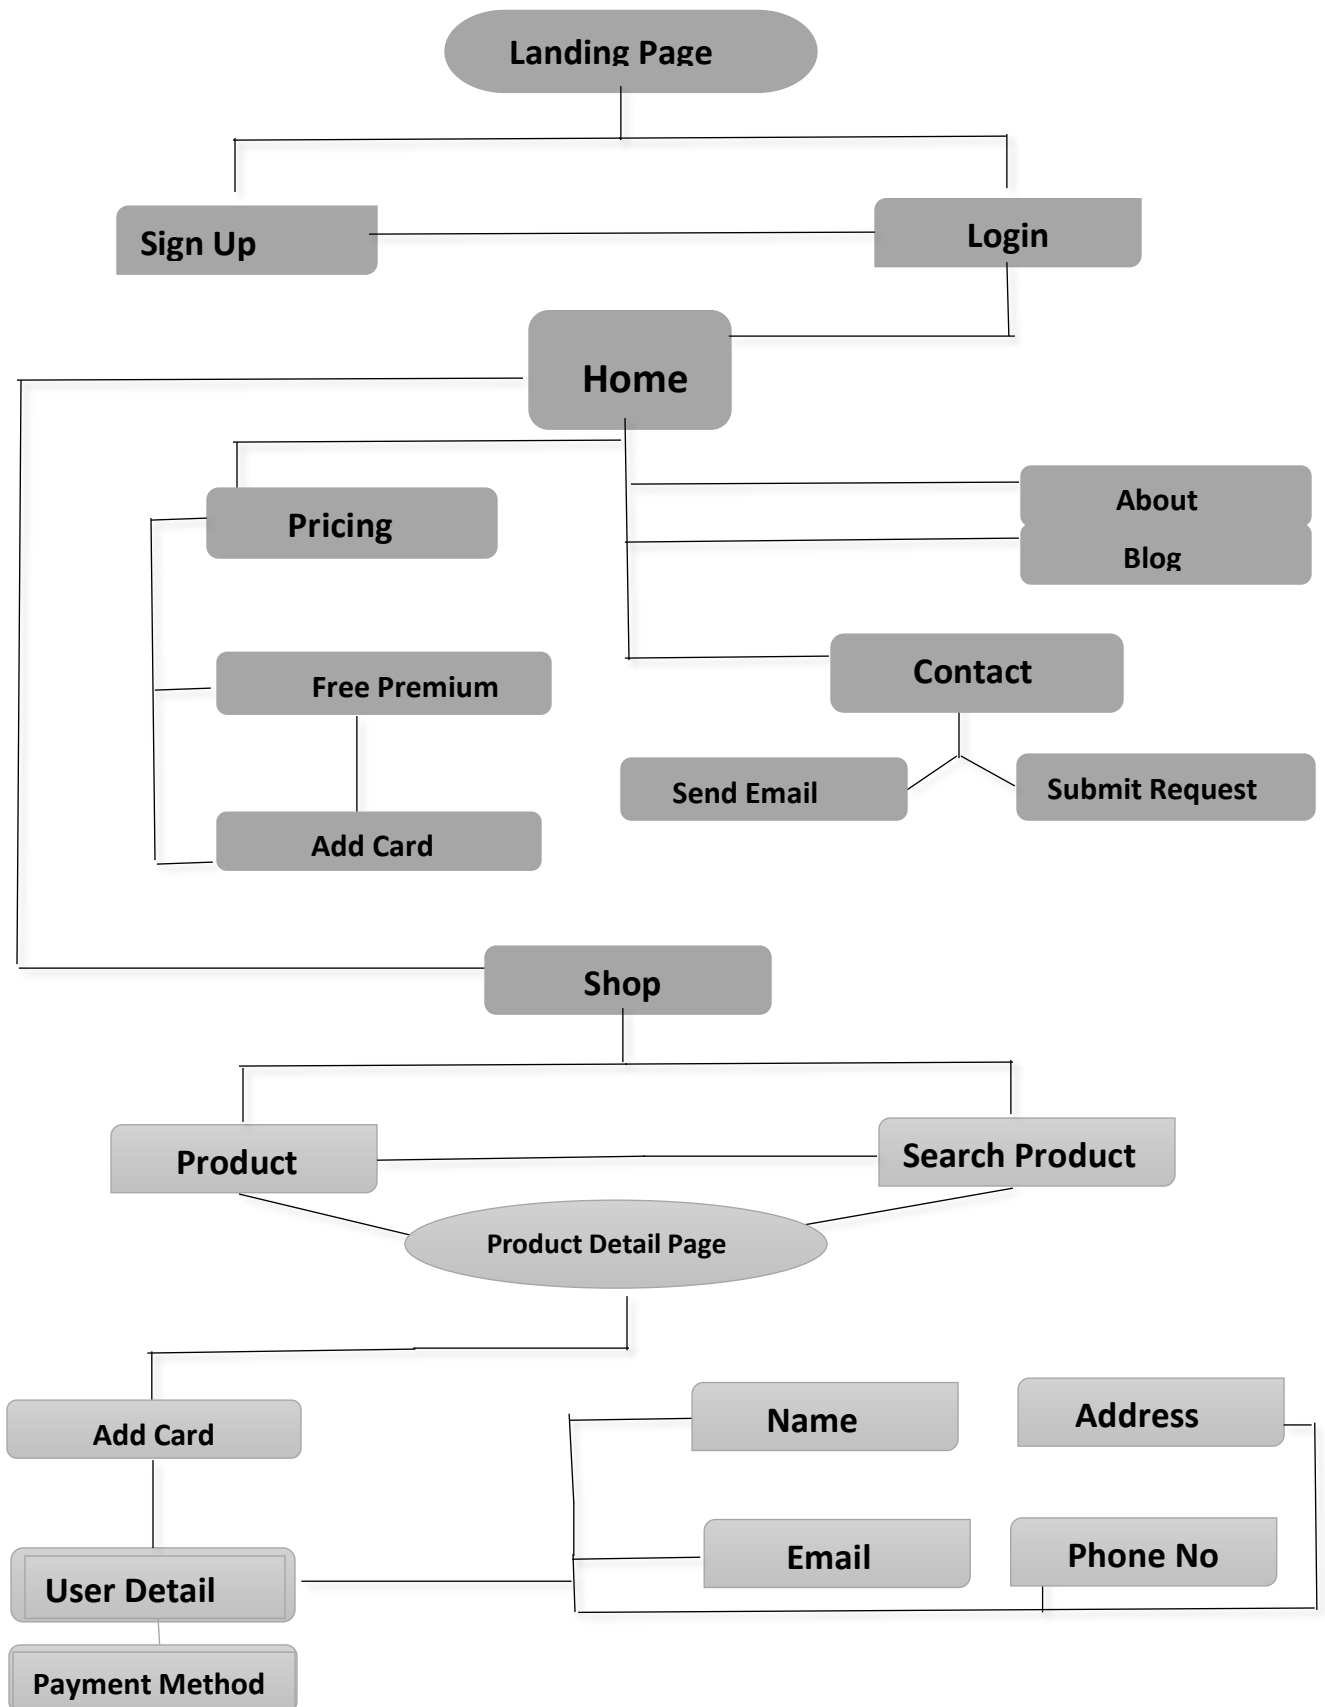 Landing Page
Sign Up
Login
Home
Pricing
About
Blog
Free Premium
Contact
Send Email
Submit Request
Add Card
Shop
Product
Search Product
Product Detail Page
Add Card
Name
Address
User Detail
Email
Phone No
Payment Method